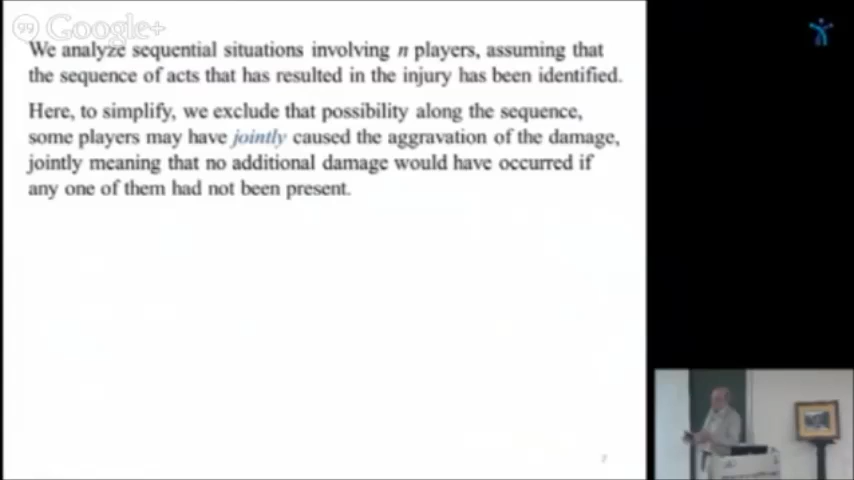 99 Google+
We analyze sequential situations involving n players, assuming that
the sequence of acts that has resulted in the injury has been identified.
Here, to simplify, we exclude that possibility along the sequence,
some players may have jointly caused the aggravation of the damage,
jointly meaning that no additional damage would have occurred if
any one of them had not been present.